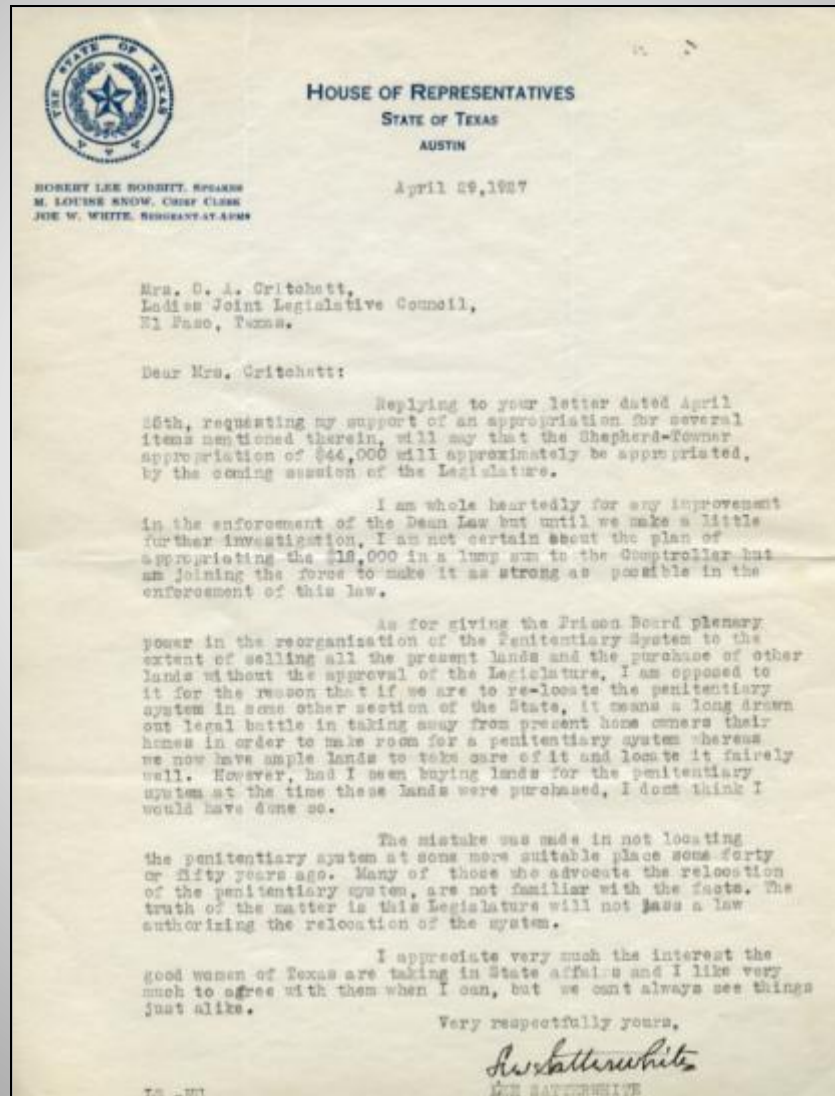 THE STATE OF TEXAS
HOUSE OF REPRESENTATIVES
STATE OF TEXAS
AUSTIN
ROBERT LEE BOBBITT, SPEAKER
M. LOUISE SNOW, CHIEF CLERK
JOE W. WHITE, SERGEANT-AT-ARMS
April 29,1927
Mrs. O. A. Critchett,
Ladies Joint Legislative Council,
El Paso, Texas.
Dear Mrs. Critchett:
Replying to your letter dated April
requesting my support of an appropriation for several
items mentioned therein, will say that the Shepherd-Towner
appropriation of $44,000 will approximately be appropriated,
by the coming session of the Legislature.
I am whole heartedly for any inprovement
in the enforcement of the Dean Law but until we make a little
further investigation, I am not certain about the plan of
appropriating the $18,000 in a lump sum to the Comptroller but
am joining the force to make it as strong as possible in the
enforcement of this law.
As for giving the Prison Board plenary
power in the reorganization of the Penitentiary System to the
extent of selling all the present lands and the purchase of other
lands without the approval of the Legislature, I am opposed to
it for the reason that if we are to re-locate the penitentiary
system in some other section of the State, it means a long drawn
out legal battle in taking away from present home owners their
homes in order to make room for a penitentiary system whereas
we now have ample lands to take care of it and locate it fairely
well. However, had I been buying lands for the penitentiary
system at the time these lands were purchased, I dont think I
would have done so.
The mistake was made in not locating
the penitentiary system at some more suitable place some forty
or fifty years ago. Many of those who advocate the relocation
of the penitentiary system, are not familiar with the facts. The
truth of the matter is this Legislature will not pass a law
authorizing the relocation of the system.
I appreciate very much the interest the
good women of Texas are taking in State affairs and I like very
much to agree with them when I can, but we cant always see things
just alike.
Very respectfully yours,
Lee Satterwhite
LEE SATTERWHITE